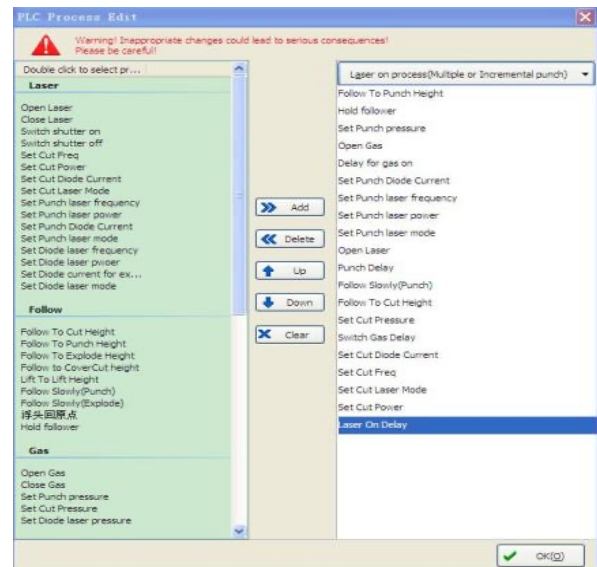 PLC Process Edit
Warning! Inappropriate changes could lead to serious consequences!
Please be careful!
Double click to select pr...
Laser
Open Laser
Close Laser
Switch shutter on
Switch shutter off
Set Cut Freq
Set Cut Power
Set Cut Diode Current
Set Cut Laser Mode
Set Punch laser frequency
Set Punch laser power
Set Punch Diode Current
Set Punch laser mode
Set Diode laser frequency
Set Diode laser pwoer
Set Diode current for ex...
Set Diode laser mode
Follow
Follow To Cut Height
Follow To Punch Height
Follow To Explode Height
Follow to CoverCut height
Lift To Lift Height
Follow Slowly(Punch)
Follow Slowly(Explode)
浮头回原点
Hold follower
Gas
Open Gas
Close Gas
Set Punch pressure
Set Cut Pressure
Set Diode laser pressure
Add
Delete
Up
Down
Clear
Laser on process(Multiple or Incremental punch)
Follow To Punch Height
Hold follower
Set Punch pressure
Open Gas
Delay for gas on
Set Punch Diode Current
Set Punch laser frequency
Set Punch laser power
Set Punch laser mode
Open Laser
Punch Delay
Follow Slowly(Punch)
Follow To Cut Height
Set Cut Pressure
Switch Gas Delay
Set Cut Diode Current
Set Cut Freq
Set Cut Laser Mode
Set Cut Power
Laser On Delay
OK(O)